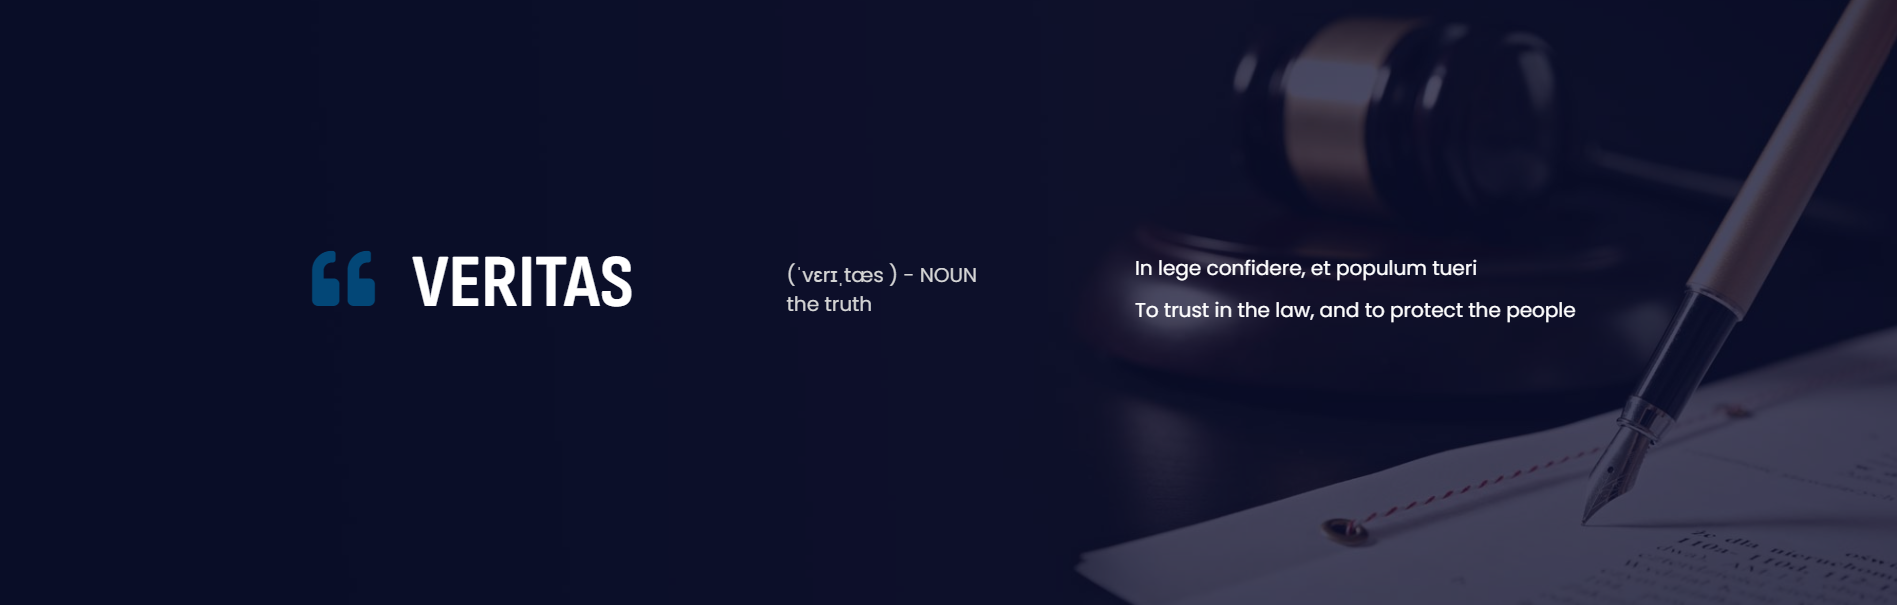 VERITAS
(ˈvɛrɪˌtæs ) - NOUN
the truth
In lege confidere, et populum tueri
To trust in the law, and to protect the people